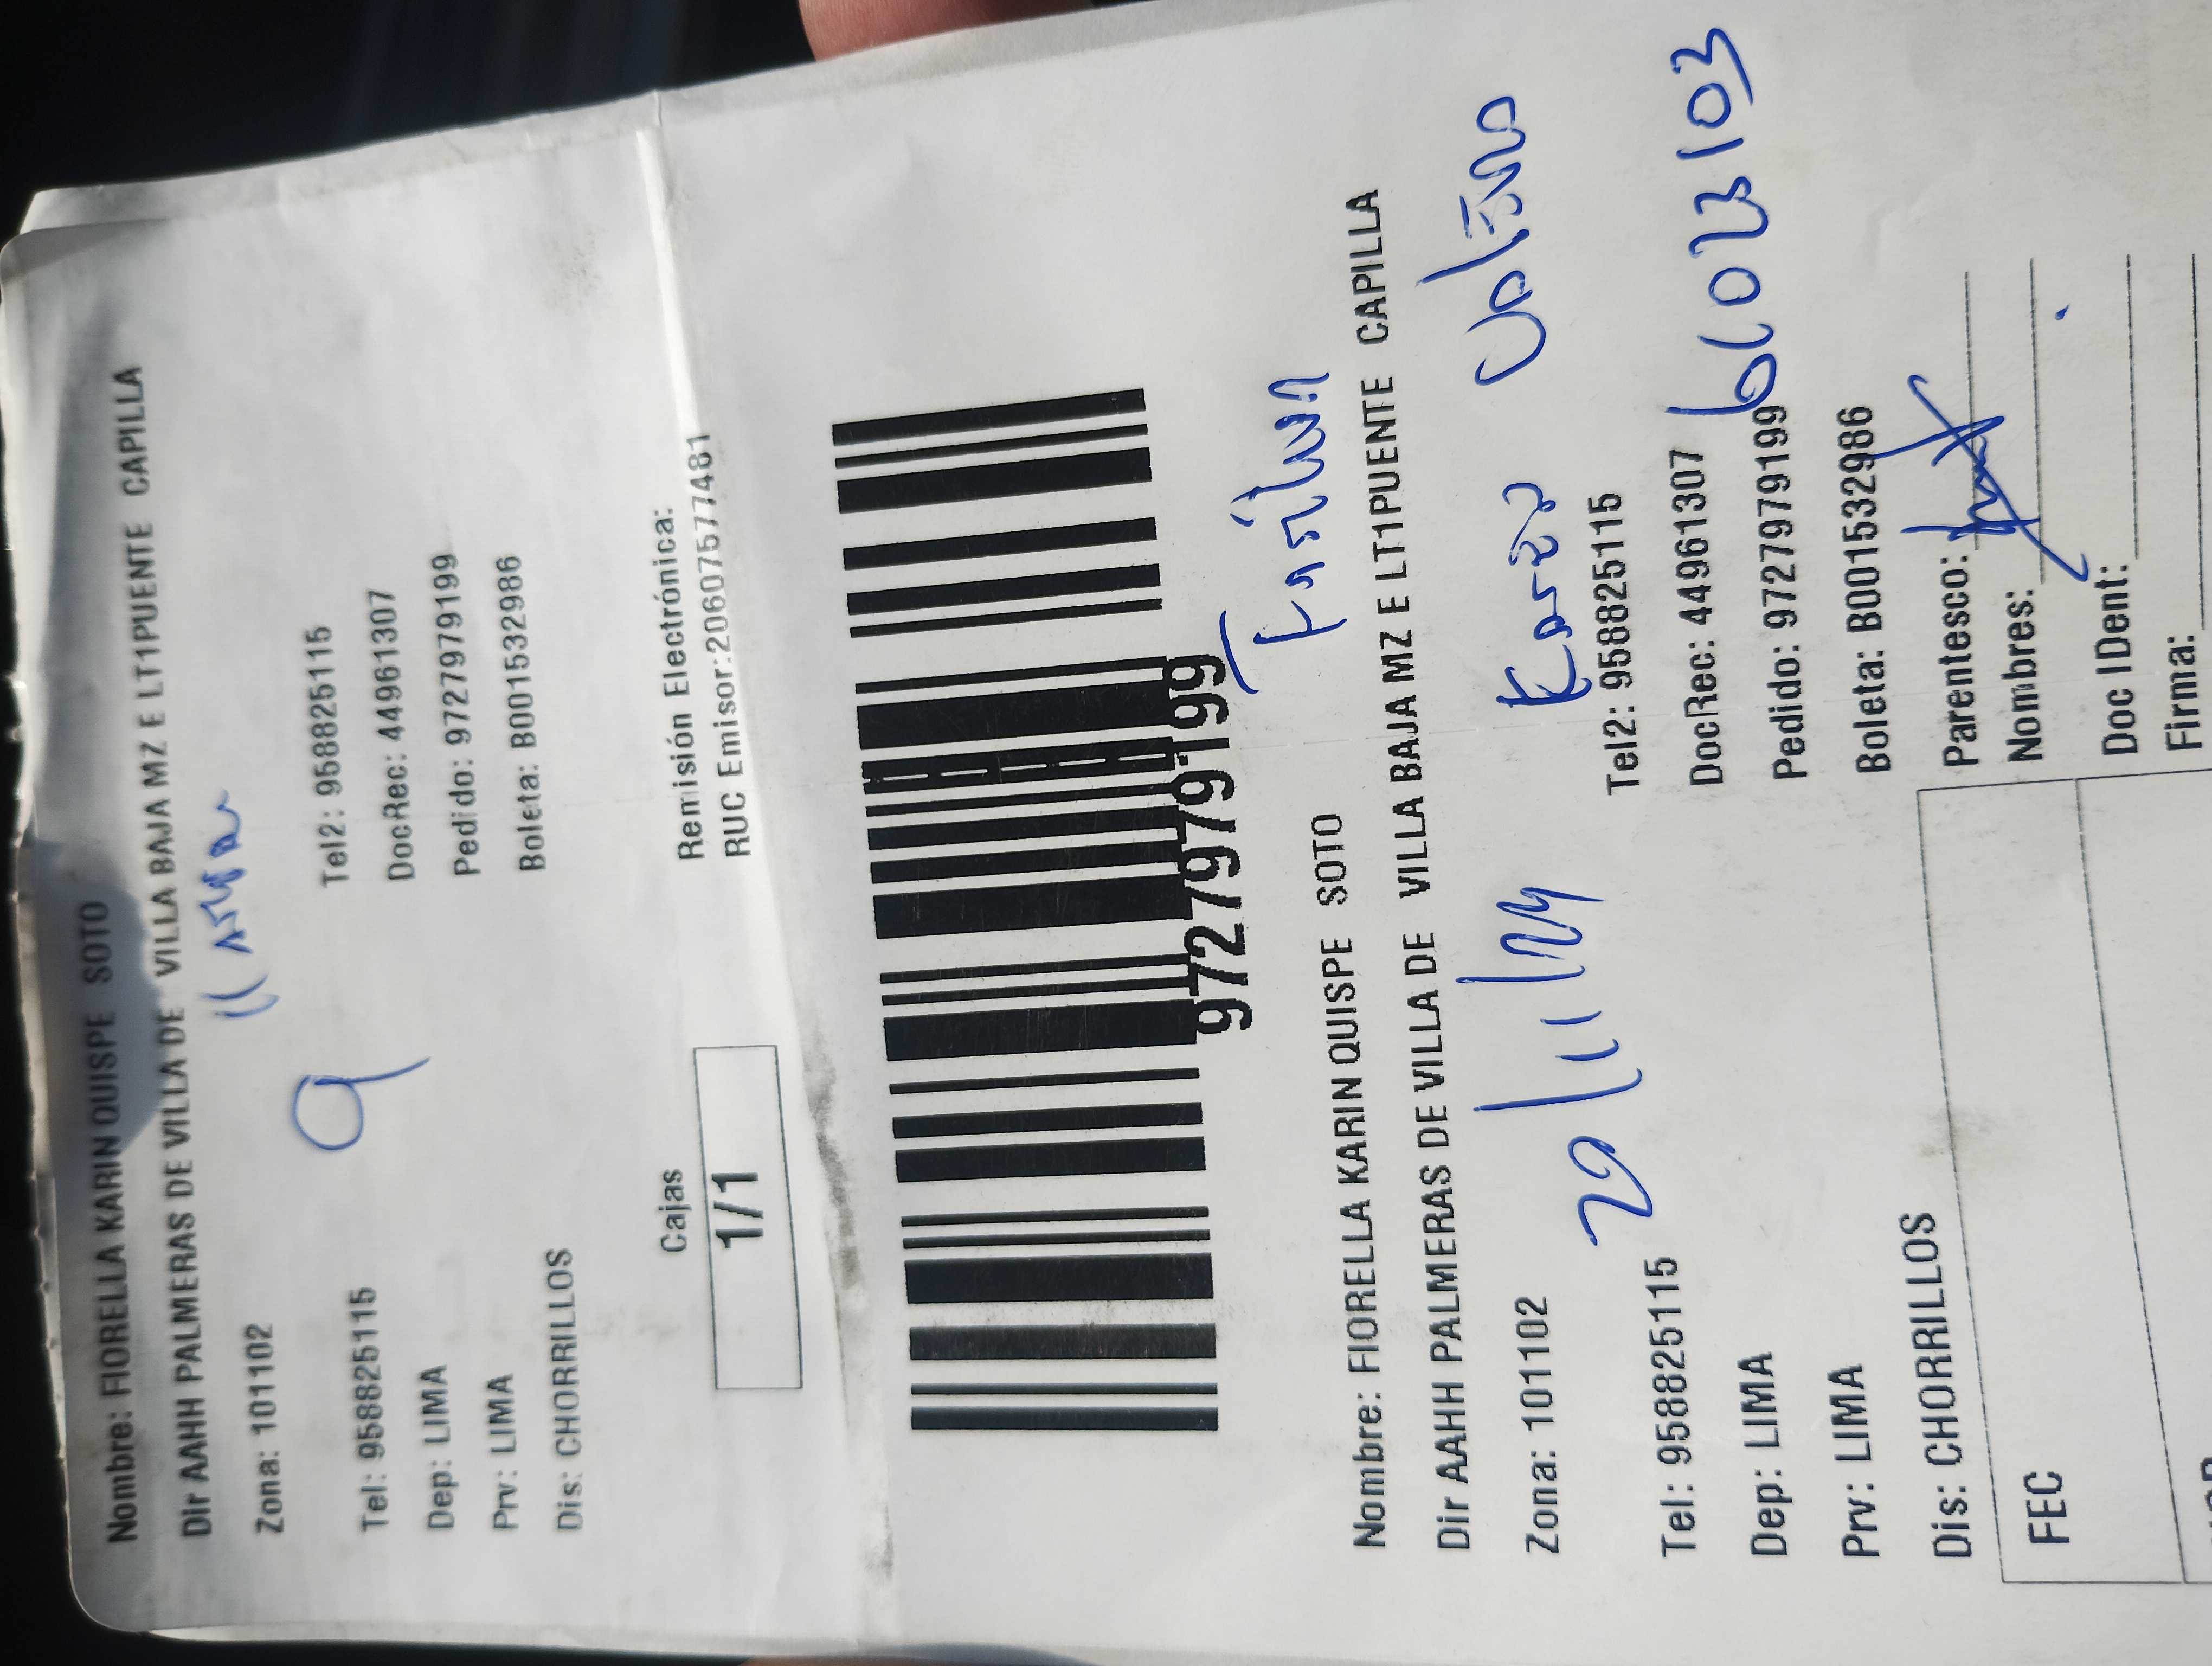 Nombre: FIORELLA KARIN QUISPE SOTO
Dir AAHH PALMERAS DE VILLA DE VILLA BAJA MZ E LT1PUENTE CAPILLA
Zona: 101102
9
Tel: 958825115 Tel2: 958825115
Dep: LIMA DocRec: 44961307
Prv: LIMA Pedido: 9727979199
Dis: CHORRILLOS Boleta: B001532986
Cajas Remisión Electrónica:
1/1 RUC Emisor:20607577481
9727979199
Nombre: FIORELLA KARIN QUISPE SOTO
Dir AAHH PALMERAS DE VILLA DE VILLA BAJA MZ E LT1PUENTE CAPILLA
Zona: 101102
Tel: 958825115 Tel2: 958825115
Dep: LIMA DocRec: 44961307
Prv: LIMA Pedido: 9727979199
Dis: CHORRILLOS Boleta: B001532986
FEC Parentesco:
Nombres:
Doc IDent:
Firma: